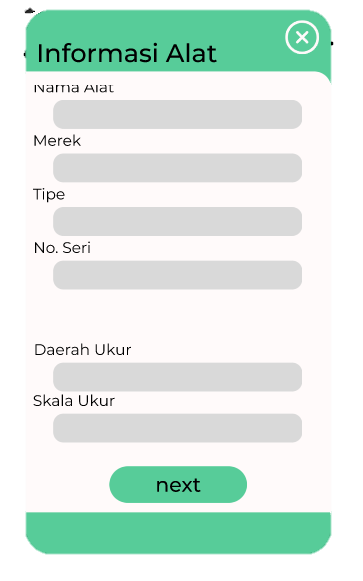 Informasi Alat
Nama Alat
Merek
Tipe
No. Seri
Daerah Ukur
Skala Ukur
next